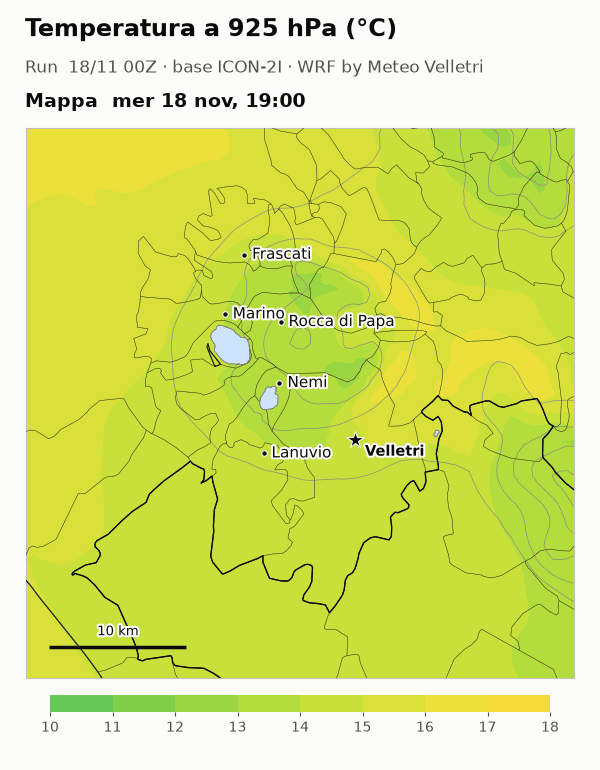 Temperatura a 925 hPa (°C)
Run  18/11 00Z · base ICON-2I · WRF by Meteo Velletri
Mappa  mer 18 nov, 19:00
Frascati
Marino
Rocca di Papa
Nemi
Velletri
Lanuvio
10 km
10 11 12 13 14 15 16 17 18